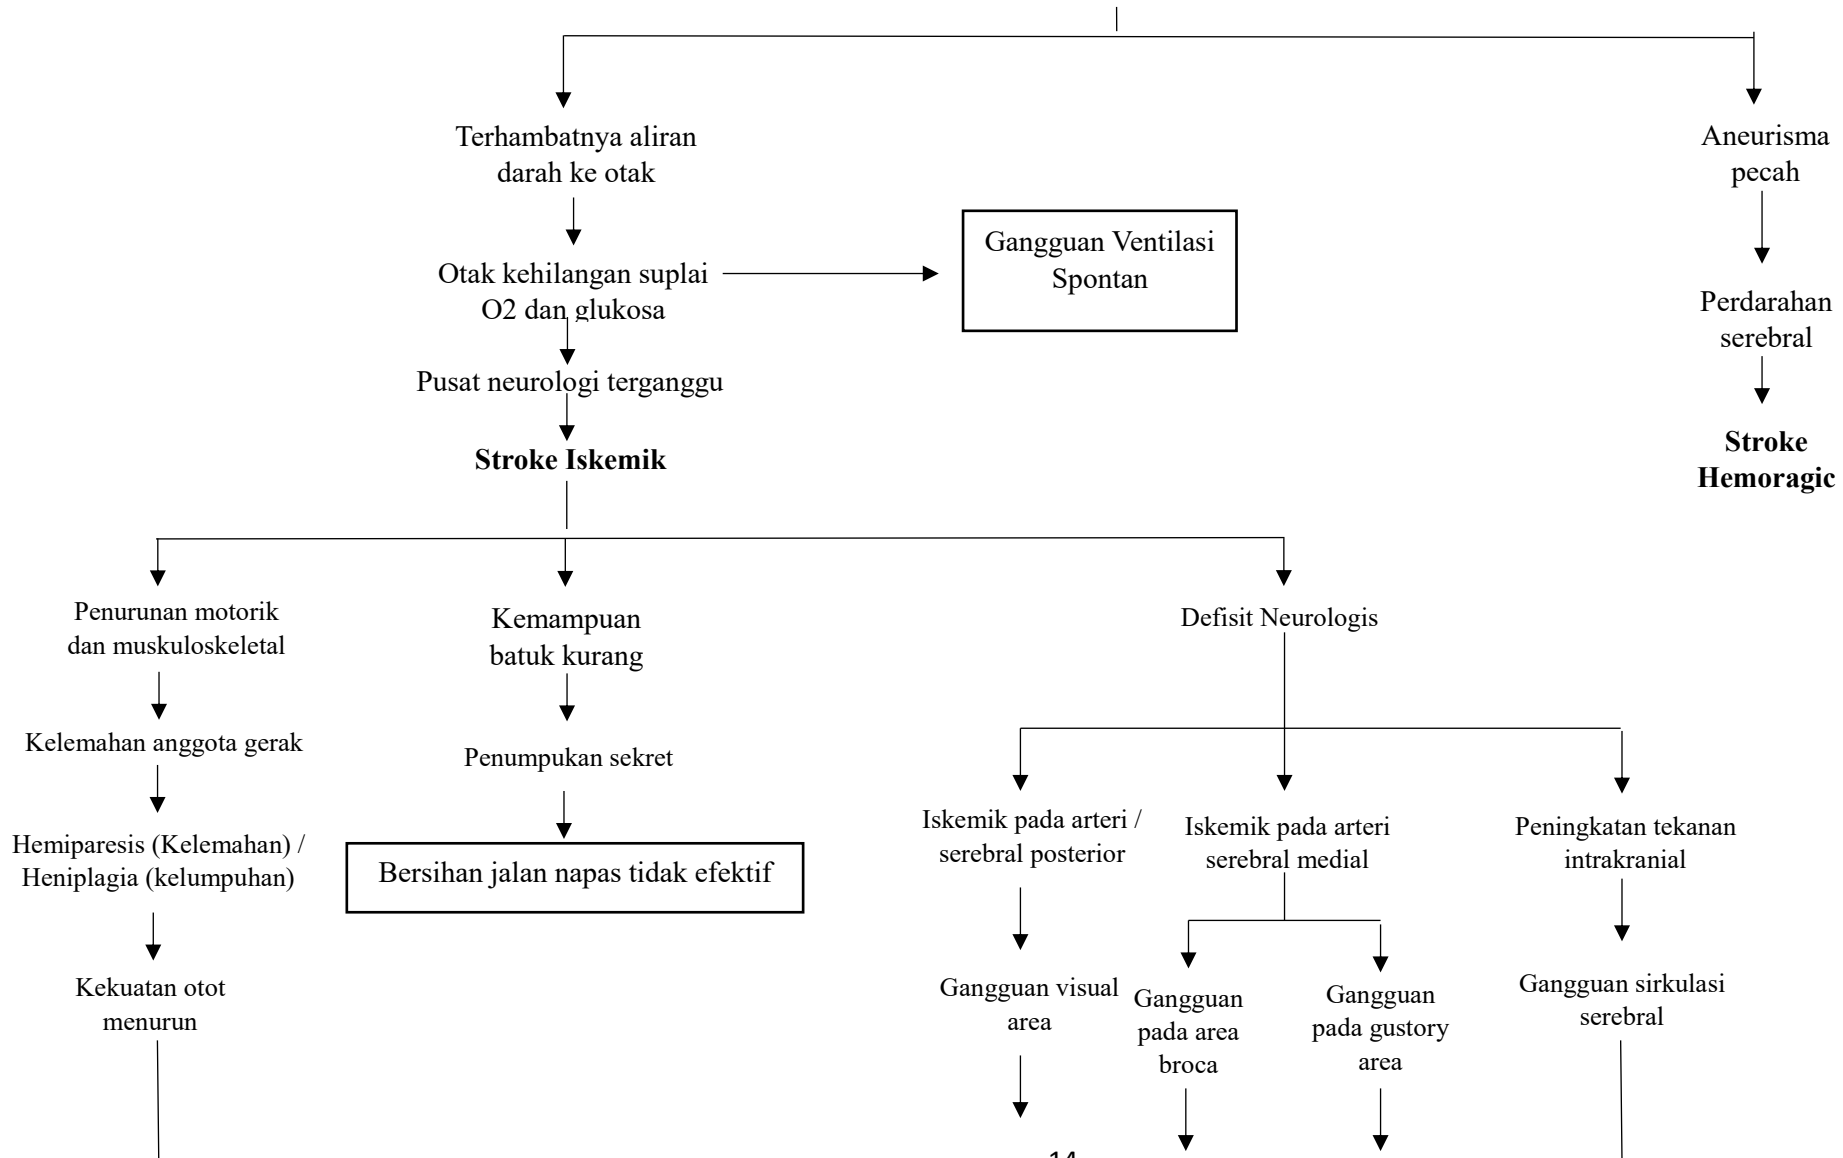 Terhambatnya aliran
darah ke otak
Aneurisma
pecah
Gangguan Ventilasi
Spontan
Otak kehilangan suplai
O2 dan glukosa
Perdarahan
serebral
Pusat neurologi terganggu
Stroke Iskemik
Stroke
Hemoragic
Penurunan motorik
dan muskuloskeletal
Kemampuan
batuk kurang
Defisit Neurologis
Kelemahan anggota gerak
Penumpukan sekret
Hemiparesis (Kelemahan) /
Heniplagia (kelumpuhan)
Bersihan jalan napas tidak efektif
Iskemik pada arteri /
serebral posterior
Iskemik pada arteri
serebral medial
Peningkatan tekanan
intrakranial
Kekuatan otot
menurun
Gangguan visual
area
Gangguan
pada area
broca
Gangguan
pada gustory
area
Gangguan sirkulasi
serebral
14